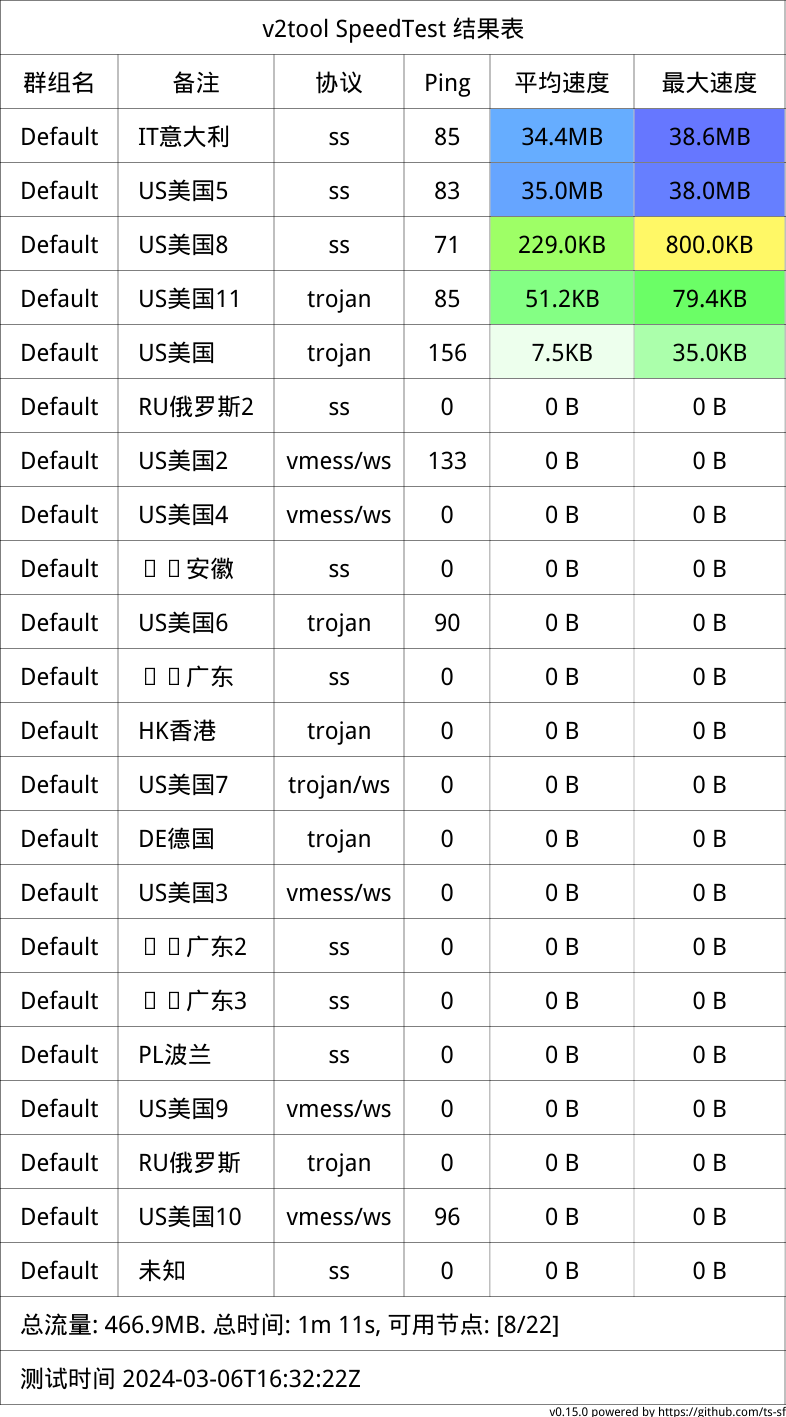 v2tool SpeedTest 结果表
群组名 备注 协议 Ping 平均速度 最大速度
Default IT意大利 ss 85 34.4MB 38.6MB
Default US美国5 ss 83 35.0MB 38.0MB
Default US美国8 ss 71 229.0KB 800.0KB
Default US美国11 trojan 85 51.2KB 79.4KB
Default US美国 trojan 156 7.5KB 35.0KB
Default RU俄罗斯2 ss 0 0 B 0 B
Default US美国2 vmess/ws 133 0 B 0 B
Default US美国4 vmess/ws 0 0 B 0 B
Default 安徽 ss 0 0 B 0 B
Default US美国6 trojan 90 0 B 0 B
Default 广东 ss 0 0 B 0 B
Default HK香港 trojan 0 0 B 0 B
Default US美国7 trojan/ws 0 0 B 0 B
Default DE德国 trojan 0 0 B 0 B
Default US美国3 vmess/ws 0 0 B 0 B
Default 广东2 ss 0 0 B 0 B
Default 广东3 ss 0 0 B 0 B
Default PL波兰 ss 0 0 B 0 B
Default US美国9 vmess/ws 0 0 B 0 B
Default RU俄罗斯 trojan 0 0 B 0 B
Default US美国10 vmess/ws 96 0 B 0 B
Default 未知 ss 0 0 B 0 B
总流量: 466.9MB. 总时间: 1m 11s, 可用节点: [8/22]
测试时间 2024-03-06T16:32:22Z
v0.15.0 powered by https://github.com/ts-sf